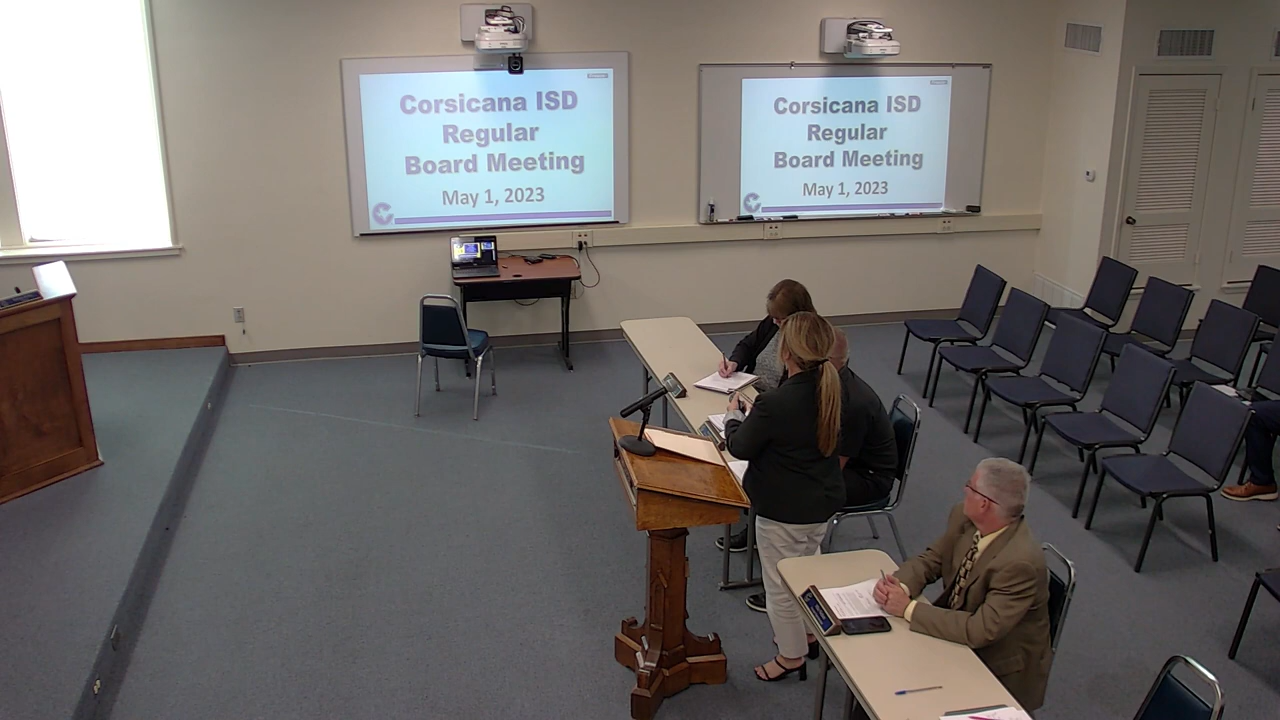 Corsicana ISD
Regular
Board Meeting
May 1, 2023
Corsicana ISD
Regular
Board Meeting
May 1, 2023